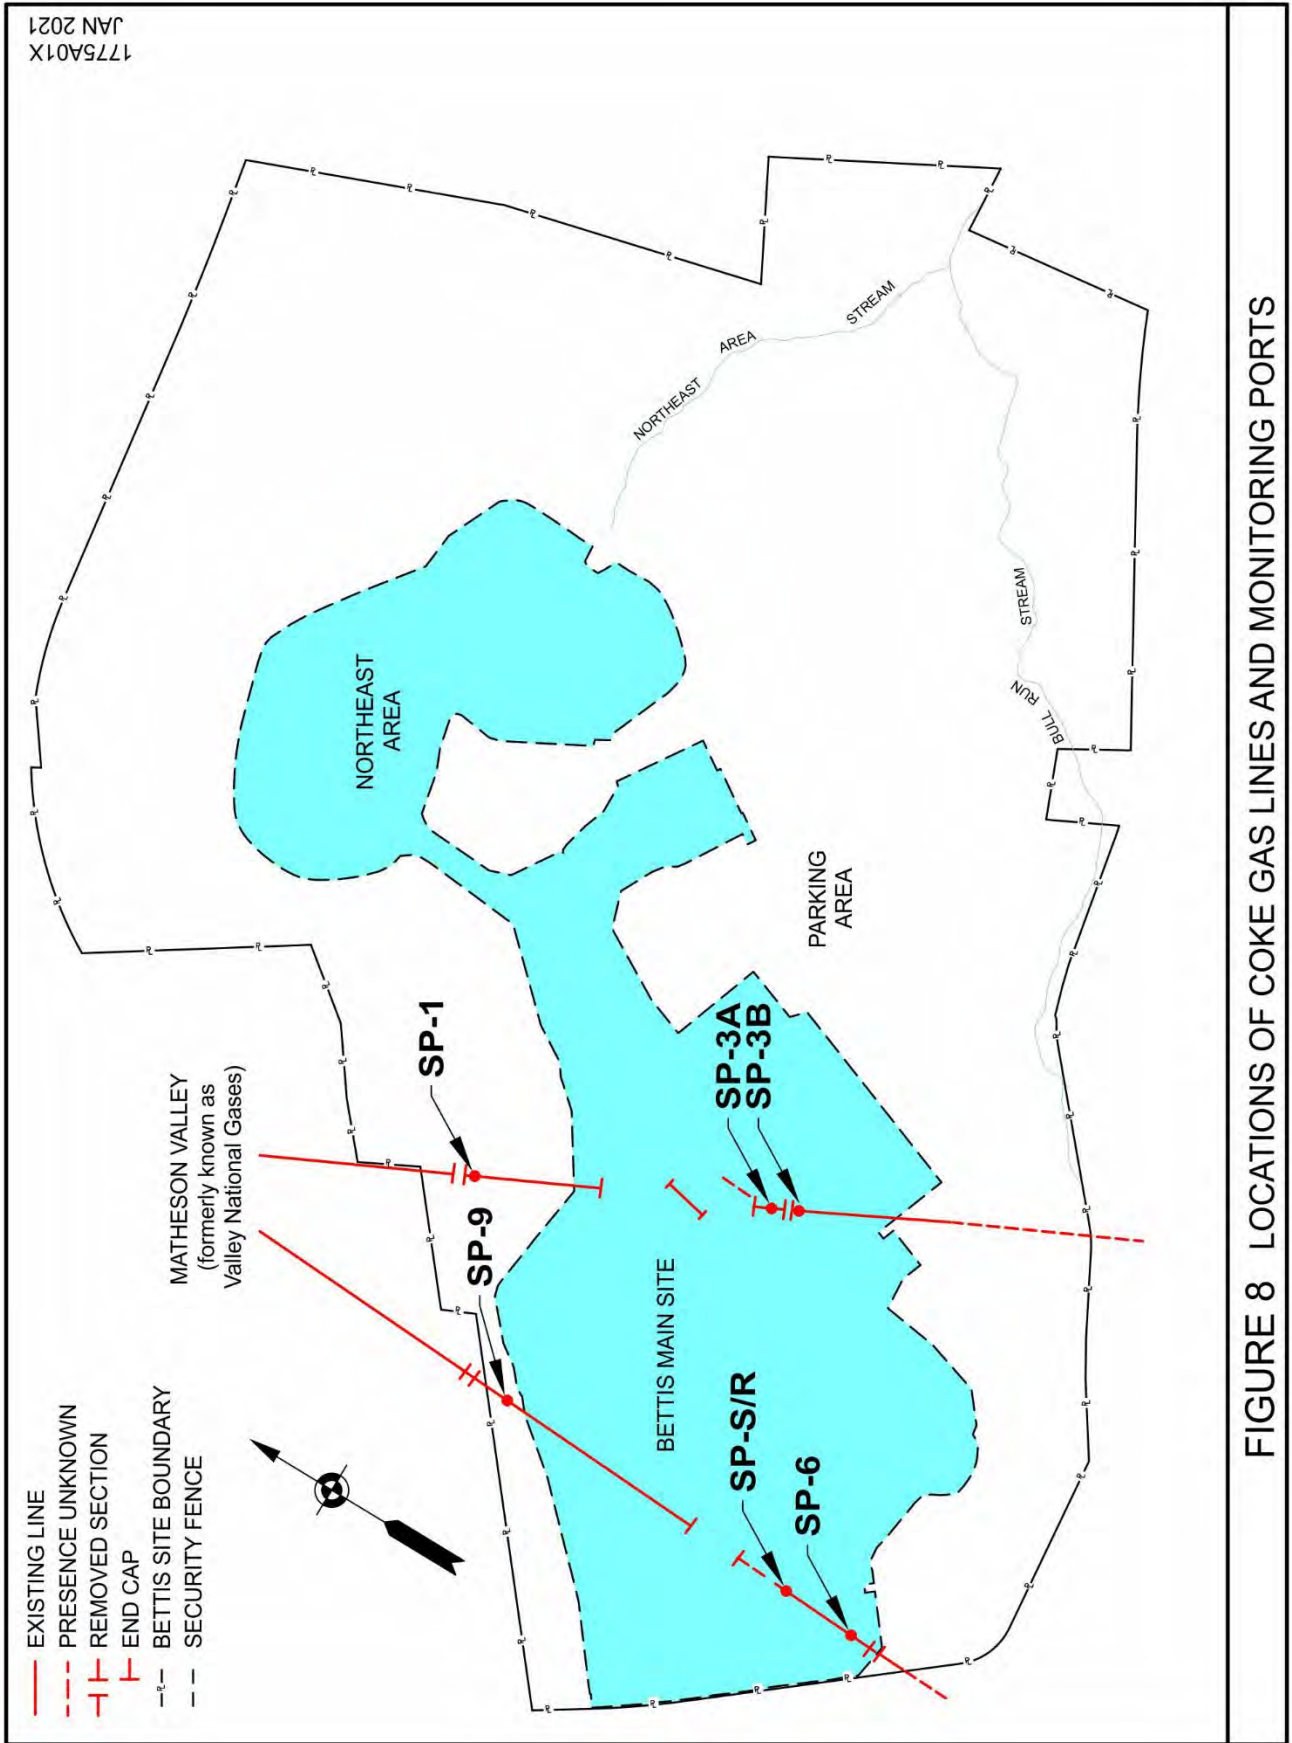 1775A01X
JAN 2021
EXISTING LINE
PRESENCE UNKNOWN
REMOVED SECTION
END CAP
BETTIS SITE BOUNDARY
SECURITY FENCE
MATHESON VALLEY
(formerly known as
Valley National Gases)
SP-1
SP-9
NORTHEAST
AREA
NORTHEAST AREA STREAM
SP-3A
SP-3B
PARKING
AREA
BETTIS MAIN SITE
SP-S/R
SP-6
BULL RUN STREAM
FIGURE 8 LOCATIONS OF COKE GAS LINES AND MONITORING PORTS